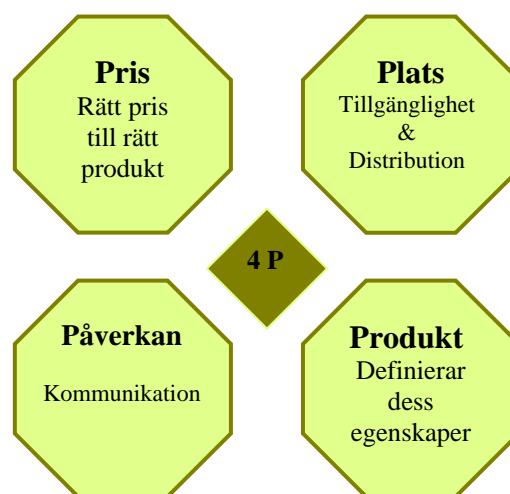 Pris
Rätt pris
till rätt
produkt
Plats
Tillgänglighet
&
Distribution
4 P
Påverkan
Kommunikation
Produkt
Definierar
dess
egenskaper